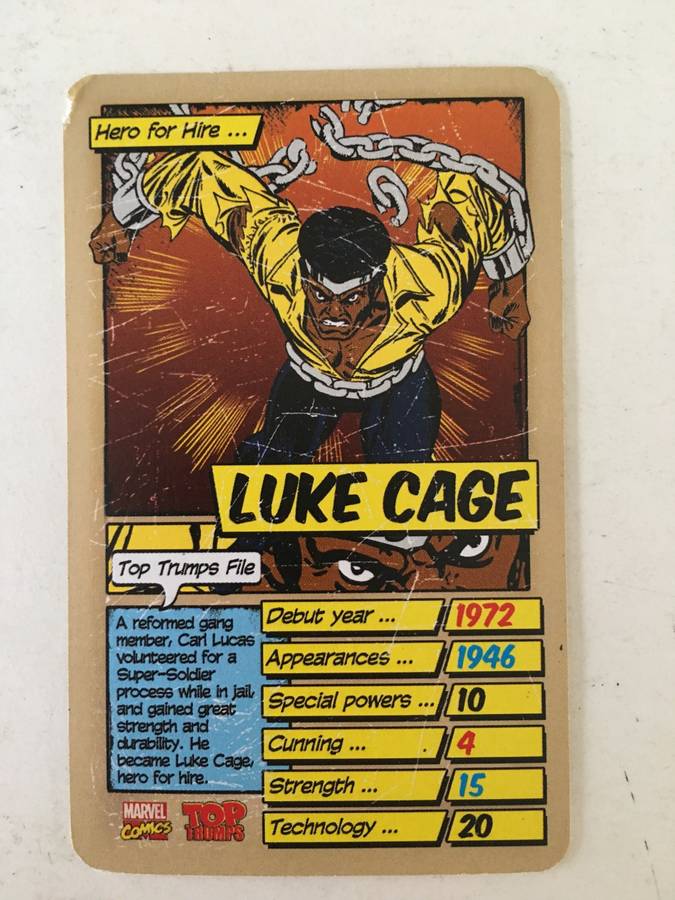 Hero for Hire ...
LUKE CAGE
Top Trumps File
A reformed gang
member, Carl Lucas
volunteered for a
Super-Soldier
process while in jail,
and gained great
strength and
durability. He
became Luke Cage,
hero for hire.
Debut year ... 1972
Appearances ... 1946
Special powers ... 10
Cunning ... 4
Strength ... 15
Technology ... 20
MARVEL
COMICS
TOP
TRUMPS